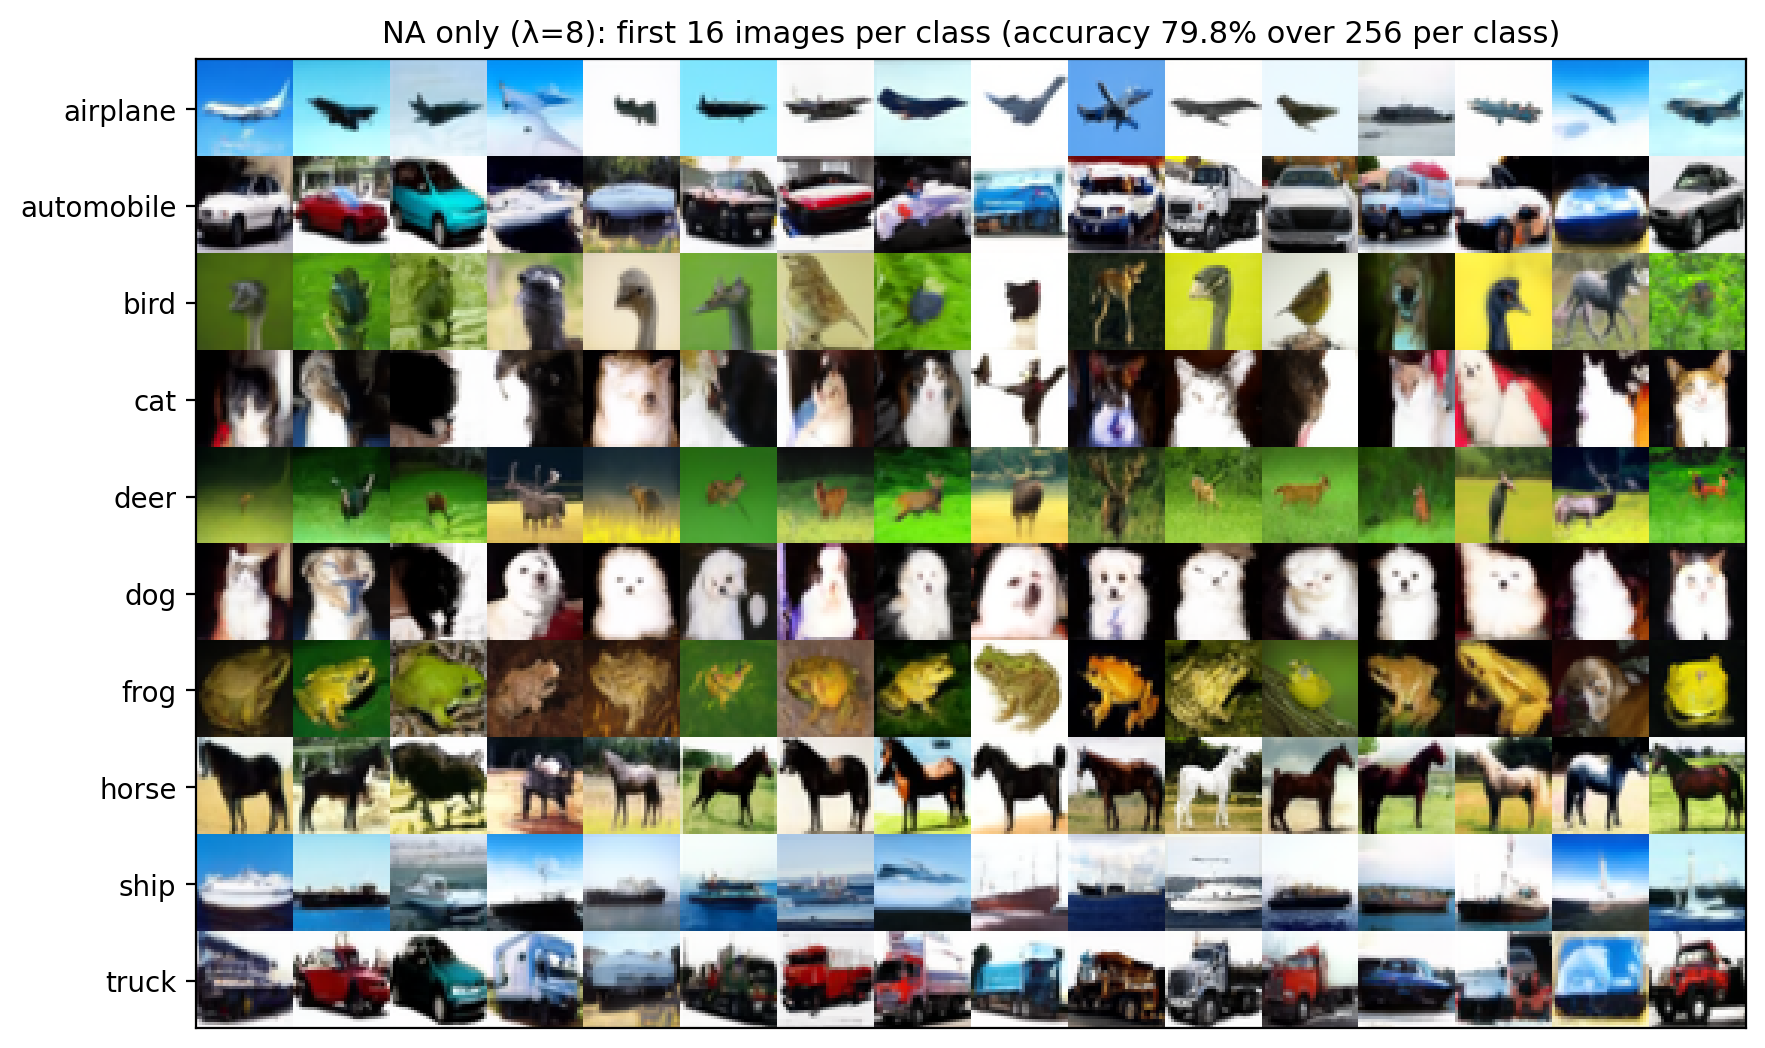 NA only (λ=8): first 16 images per class (accuracy 79.8% over 256 per class)
airplane
automobile
bird
cat
deer
dog
frog
horse
ship
truck